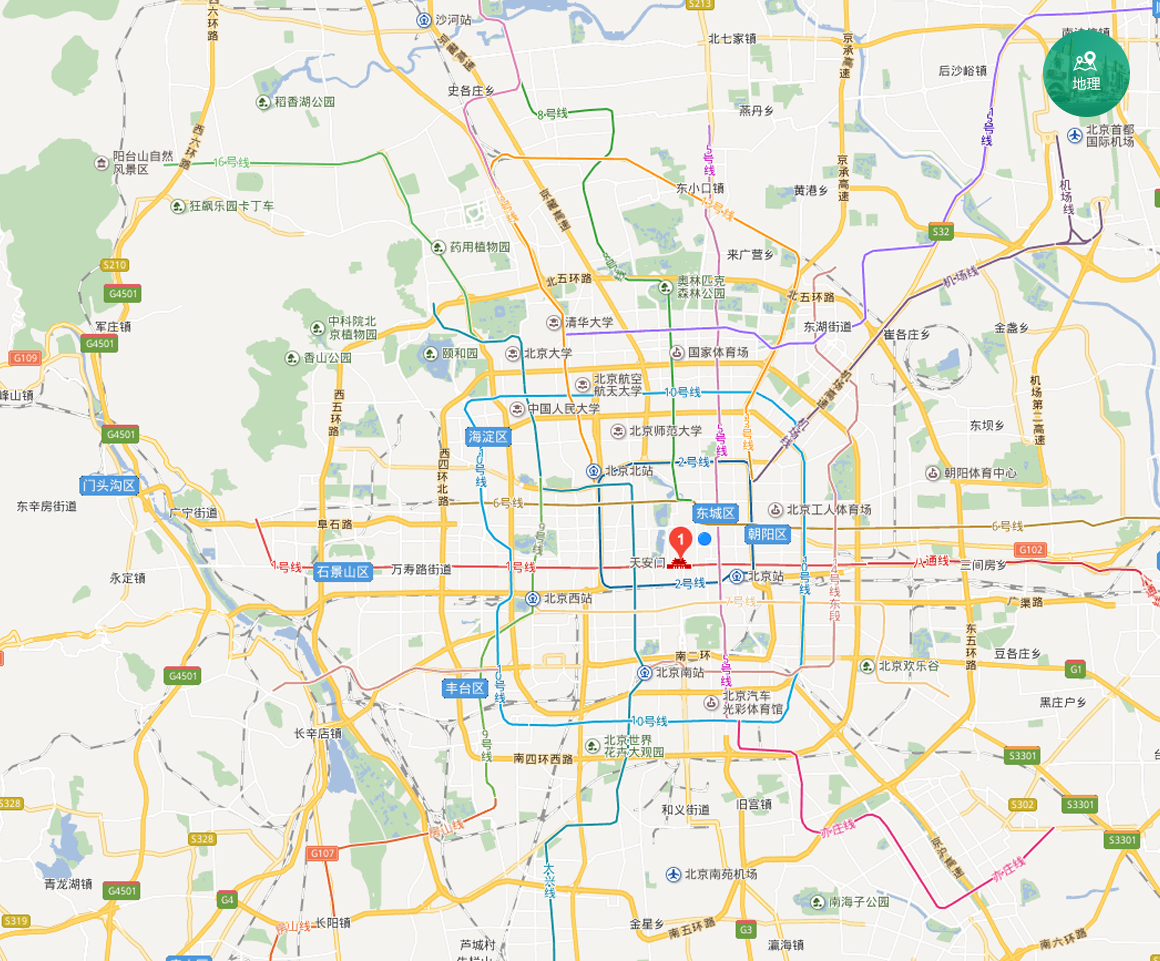 S213
六环路
沙河站
北七家镇
京承高速
南法信镇
后沙峪镇
京藏高速
地理
史各庄乡
稻香湖公园
8号线
燕丹乡
15号线
北京首都
国际机场
西六环路
5号线
阳台山自然
风景区
16号线
京承高速
机场线
东小口镇
黄港乡
狂飙乐园卡丁车
13号线
京藏高速
13号线
S32
药用植物园
8号线
来广营乡
S210
北五环路
奥林匹克
森林公园
机场线
G4501
北五环路
军庄镇
中科院北
京植物园
清华大学
东湖街道
金盏乡
崔各庄乡
G4501
G109
香山公园
颐和园
北京大学
国家体育场
北京航空
航天大学
10号线
机场高速
峰山镇
西五环路
中国人民大学
机场第二高速
G4501
海淀区
北京师范大学
5号线
13号线
机场线
东坝乡
10号线
北京北站
2号线
朝阳体育中心
门头沟区
西四环北路
东辛房街道
广宁街道
6号线
东城区
北京工人体育场
阜石路
9号线
朝阳区
6号线
1
天安门
G102
1号线
石景山区
万寿路街道
1号线
八通线
三间房乡
永定镇
2号线
北京站
10号线
14号线东段
北京西站
7号线
广渠路
东五环路
南二环
豆各庄乡
G4501
10号线
丰台区
北京南站
5号线
北京欢乐谷
G1
北京汽车
光彩体育馆
黑庄户乡
长辛店镇
9号线
10号线
北京世界
花卉大观园
南四环西路
S3301
S328
和义街道
旧宫镇
S302
S3301
S328
房山线
亦庄线
S3301
G107
京沪高速
青龙湖镇
G4501
大兴线
北京南苑机场
亦庄线
G4
南海子公园
S319
房山线
长阳镇
金星乡
南五环路
G3
瀛海镇
南六环路
芦城村